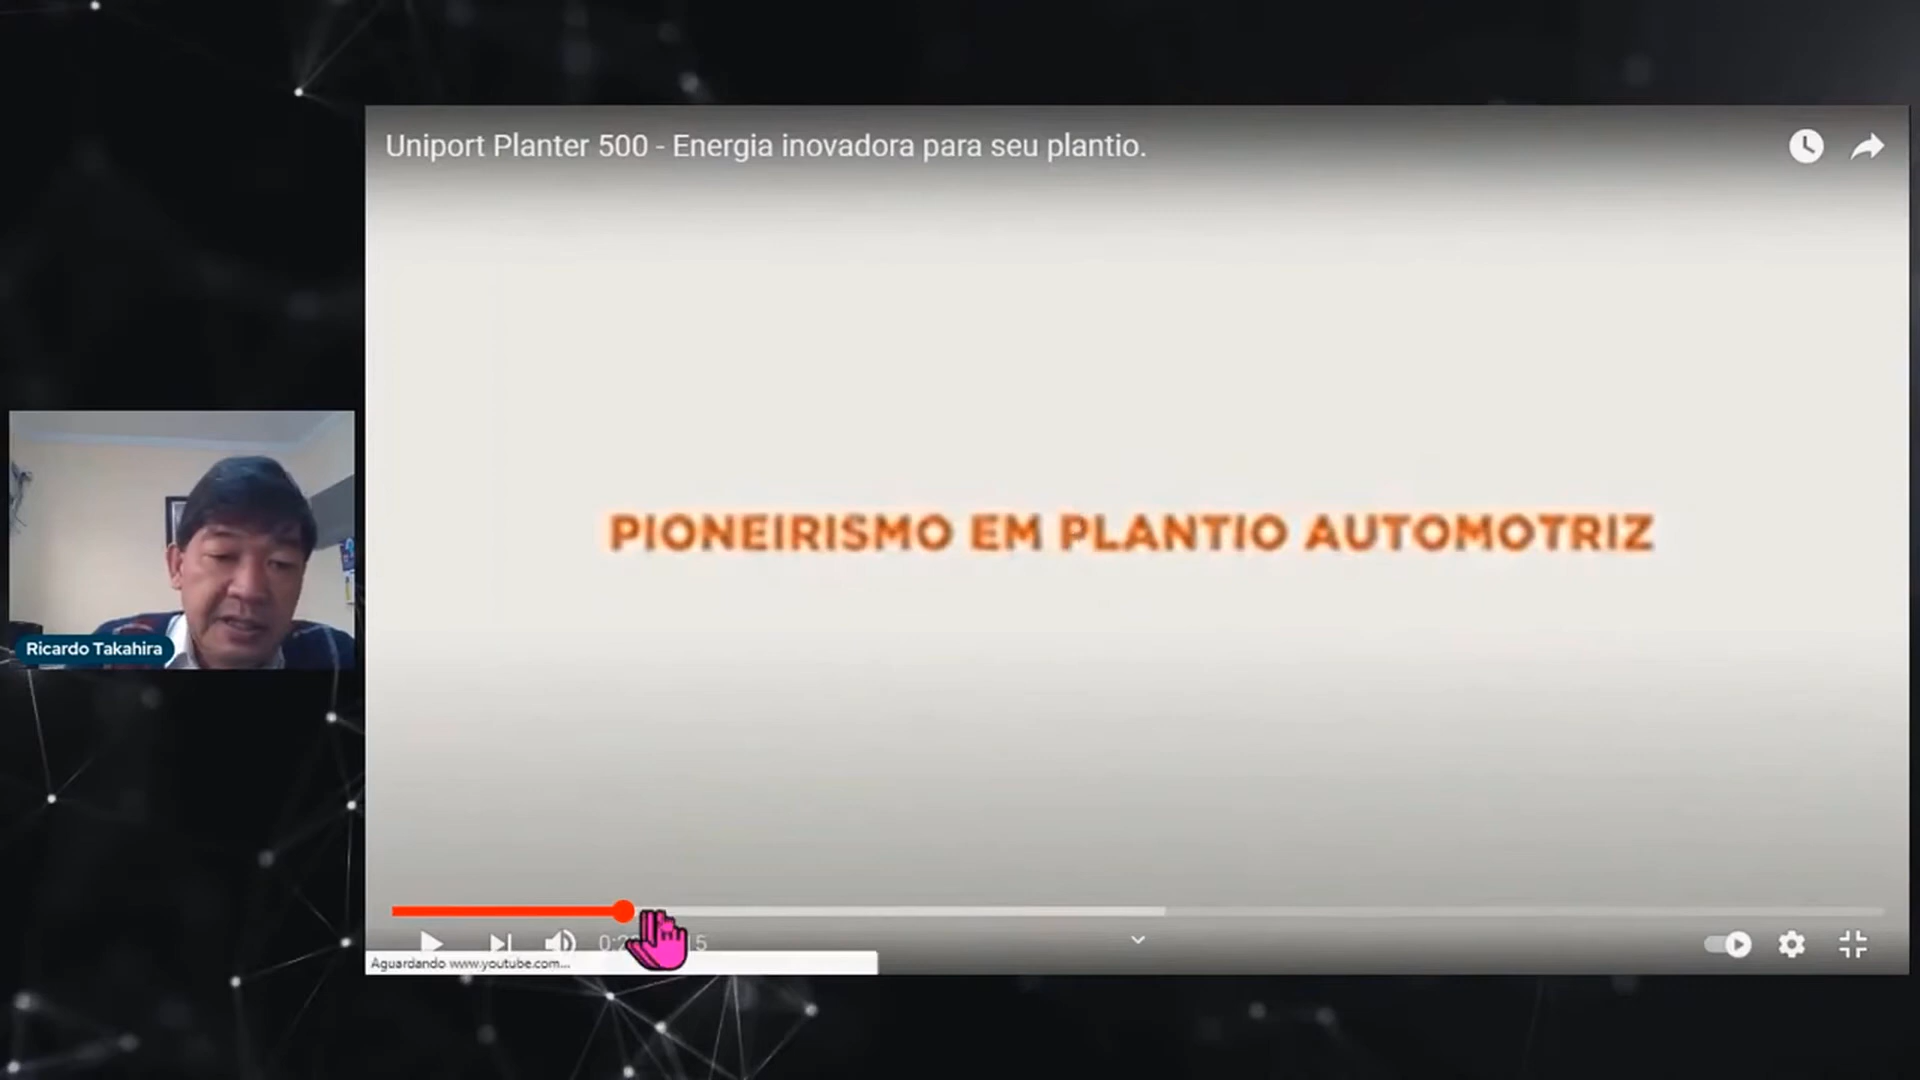 Uniport Planter 500 - Energia inovadora para seu plantio.
PIONEIRISMO EM PLANTIO AUTOMOTRIZ
Ricardo Takahira
Aguardando www.youtube.com...